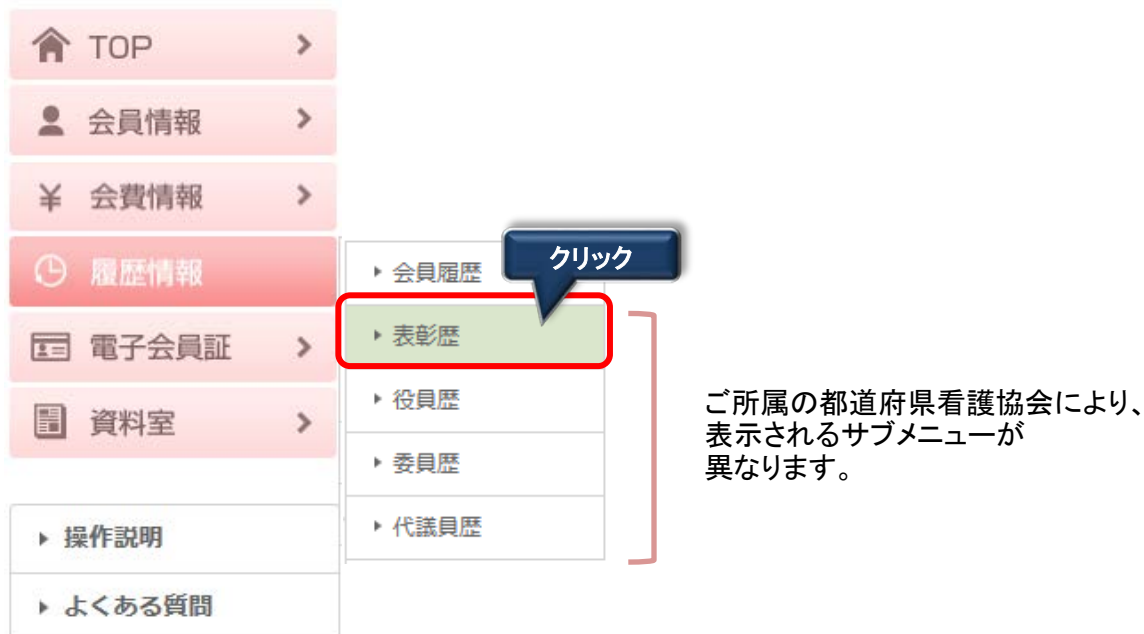 TOP
会員情報
¥ 会費情報
履歴情報
電子会員証
資料室
操作説明
よくある質問
会員履歴
クリック
表彰歴
役員歴
委員歴
代議員歴
ご所属の都道府県看護協会により、
表示されるサブメニューが
異なります。